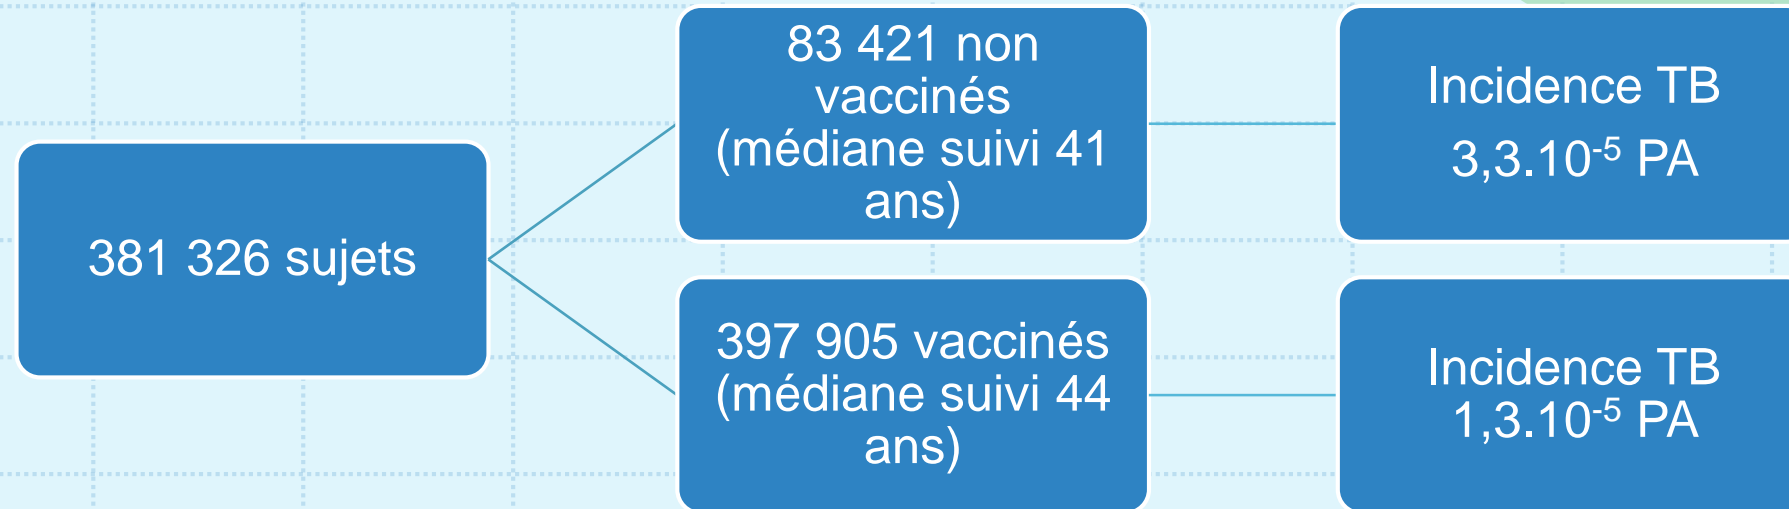 381 326 sujets
83 421 non
vaccinés
(médiane suivi 41
ans)
Incidence TB
3,3.10⁻⁵ PA
397 905 vaccinés
(médiane suivi 44
ans)
Incidence TB
1,3.10⁻⁵ PA